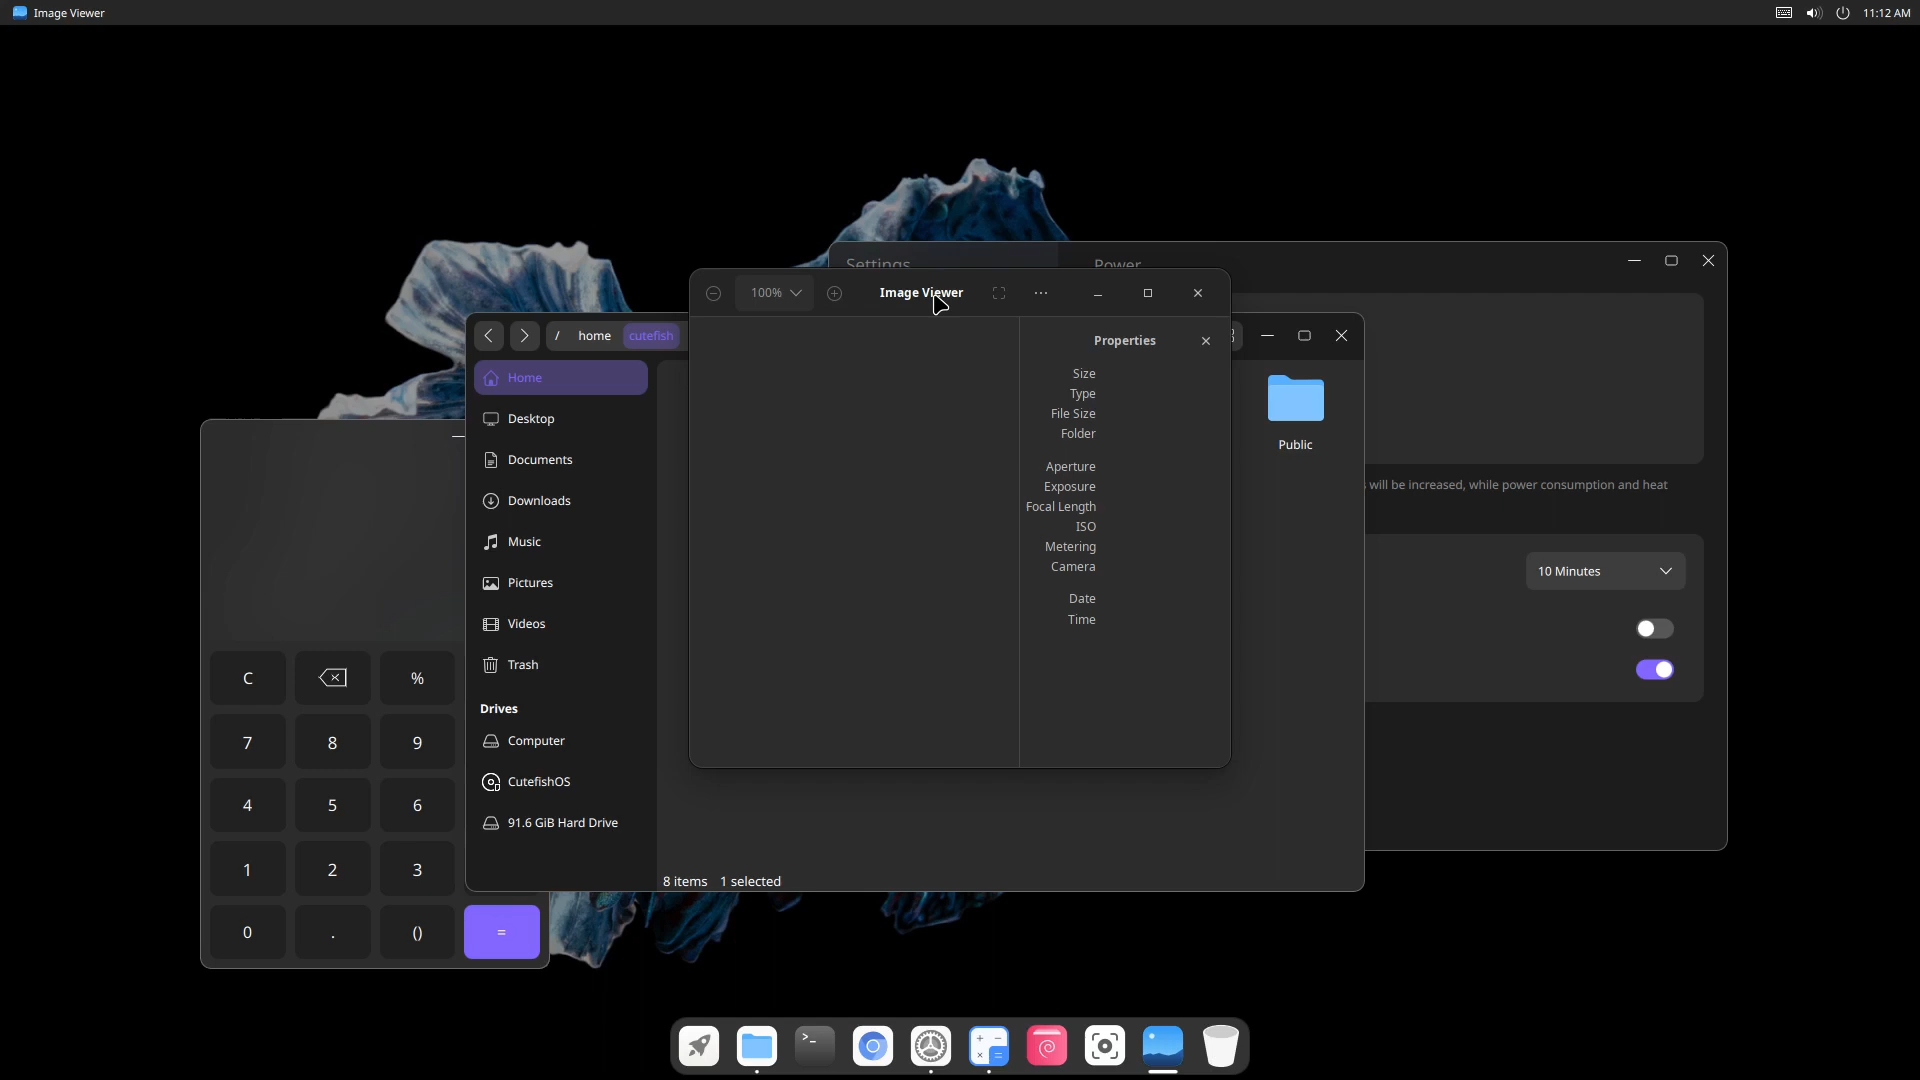 Image Viewer
11:12 AM
Settings
Power
100%
Image Viewer
/ home cutefish
Properties
Home
Size
Type
Desktop
File Size
Folder
Public
Documents
Aperture
Exposure
will be increased, while power consumption and heat
Downloads
Focal Length
ISO
Music
Metering
Camera
10 Minutes
Pictures
Date
Videos
Time
Trash
C
%
Drives
7 8 9
Computer
CutefishOS
4 5 6
91.6 GiB Hard Drive
1 2 3
8 items 1 selected
0 . () =
>_
+ −
× =